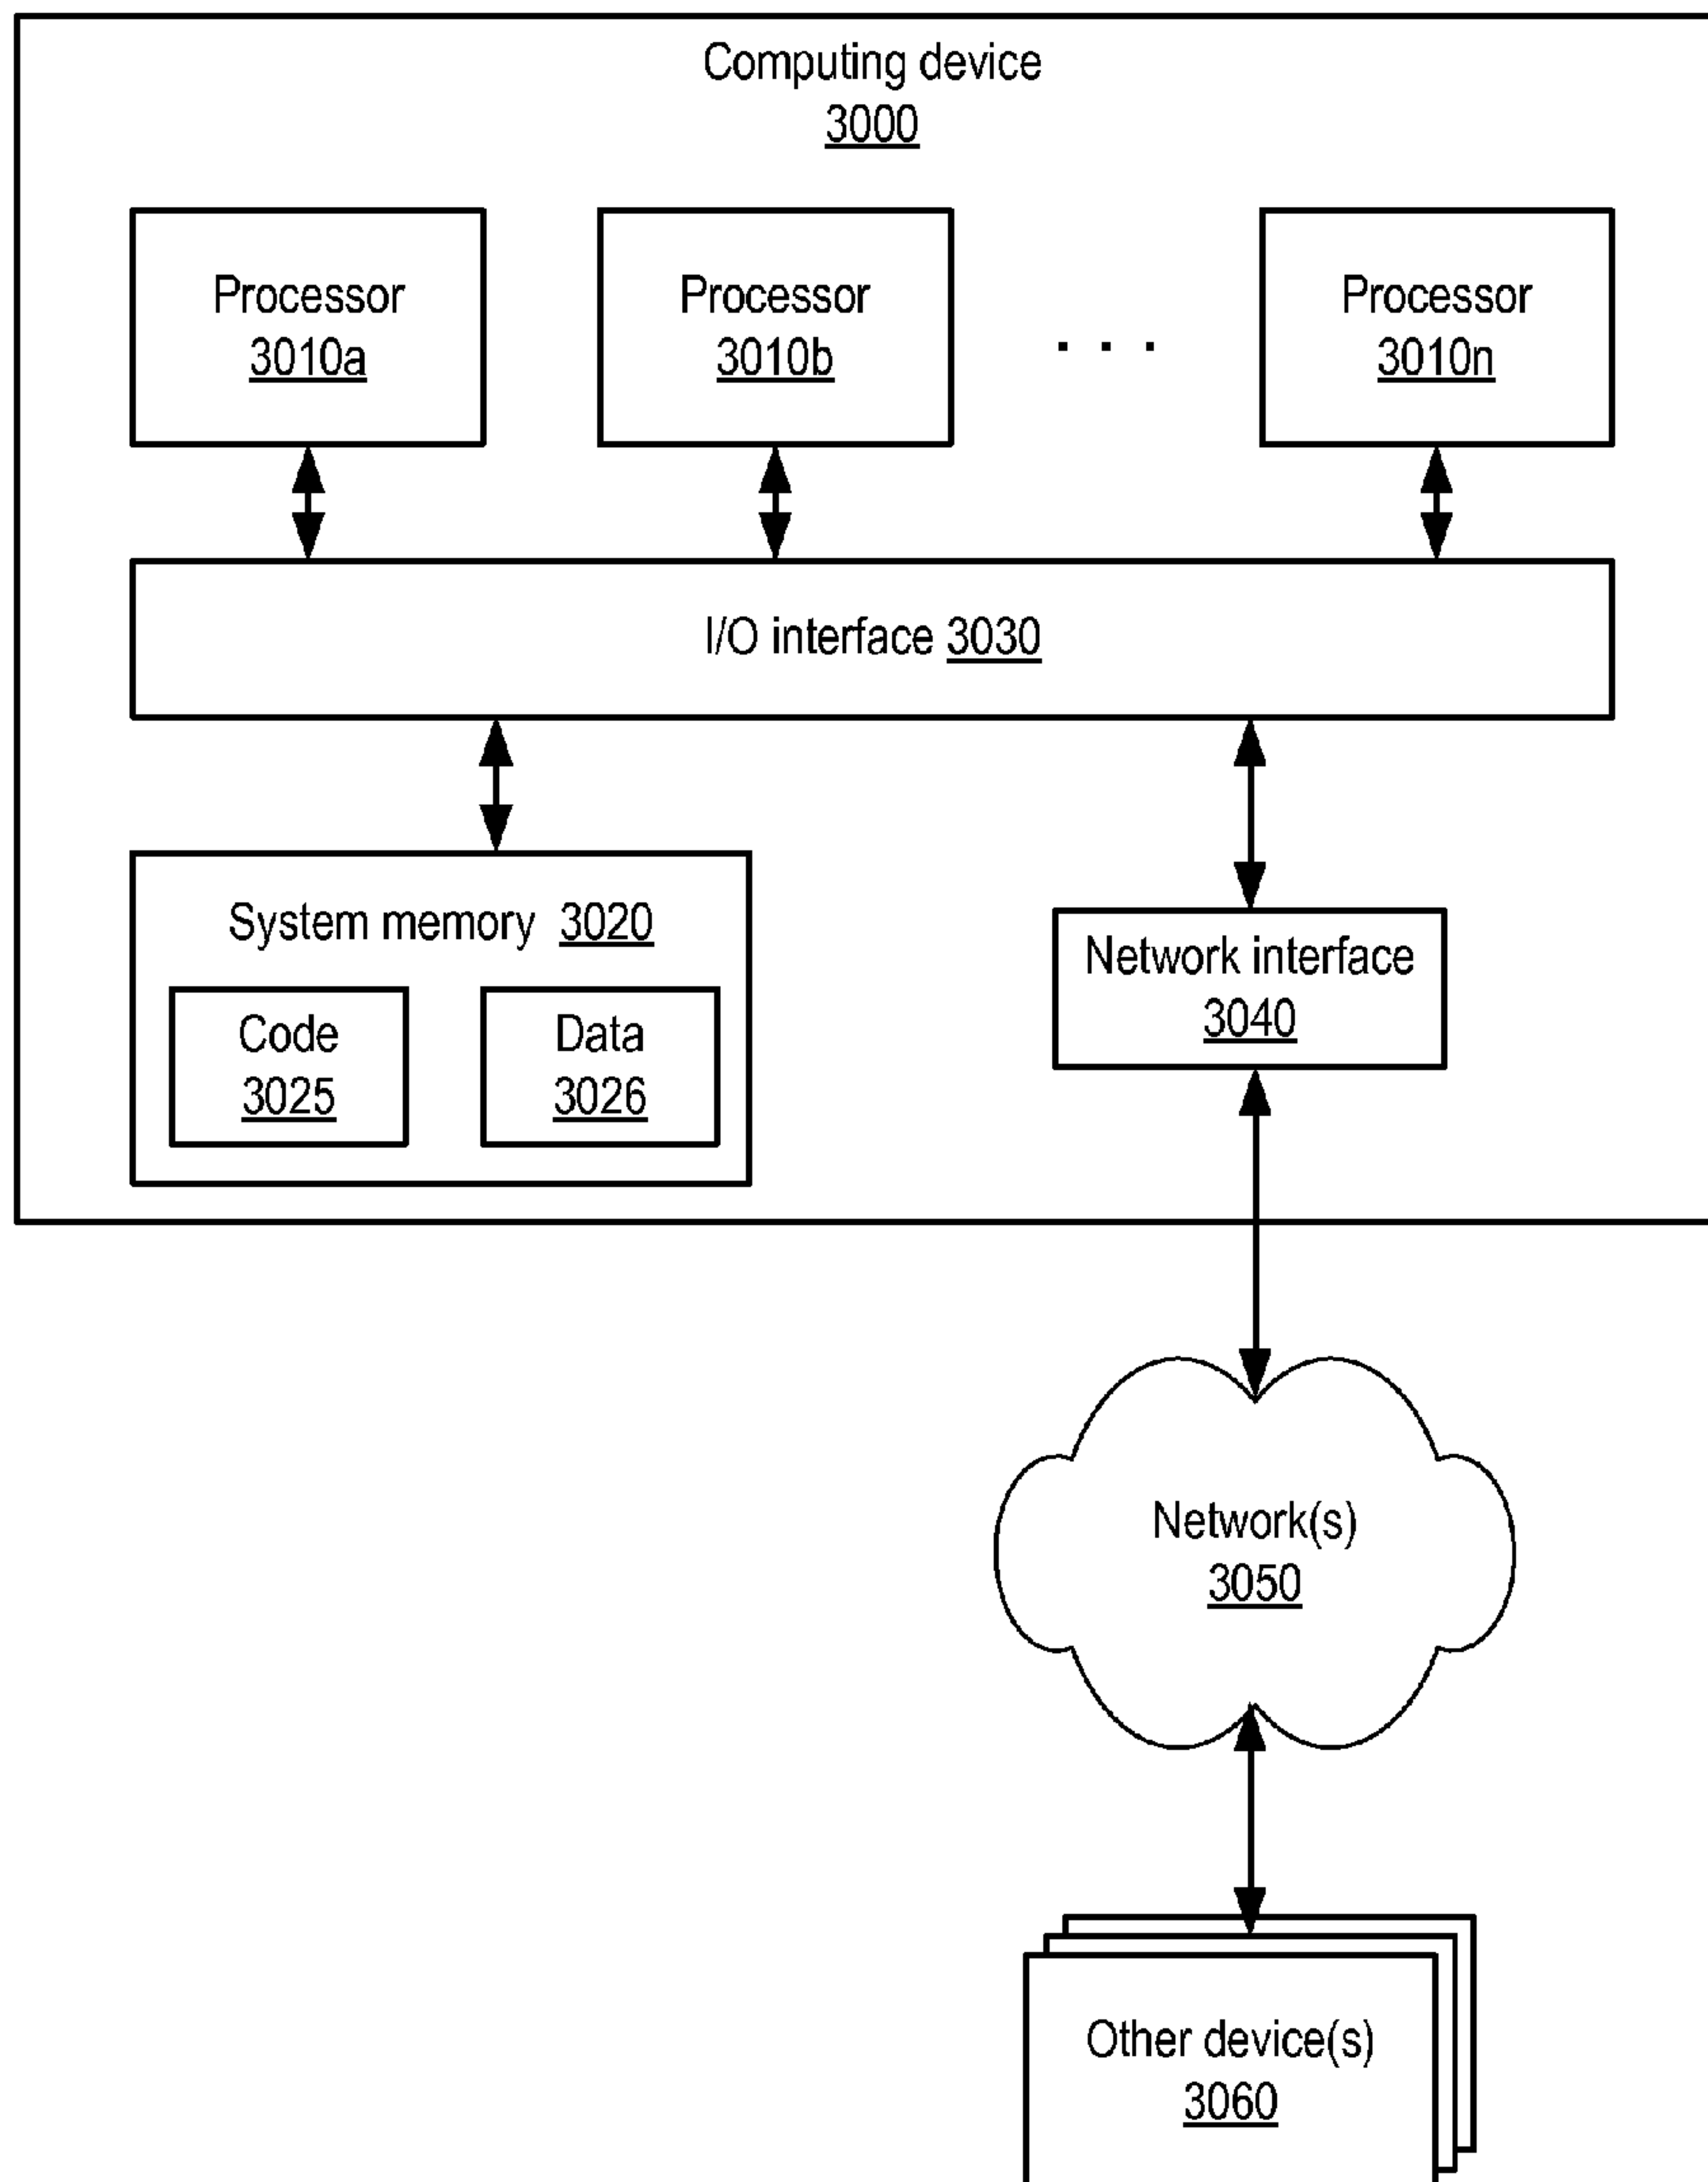 Computing device
3000
Processor
3010a
Processor
3010b
. . .
Processor
3010n
I/O interface 3030
System memory 3020
Code
3025
Data
3026
Network interface
3040
Network(s)
3050
Other device(s)
3060